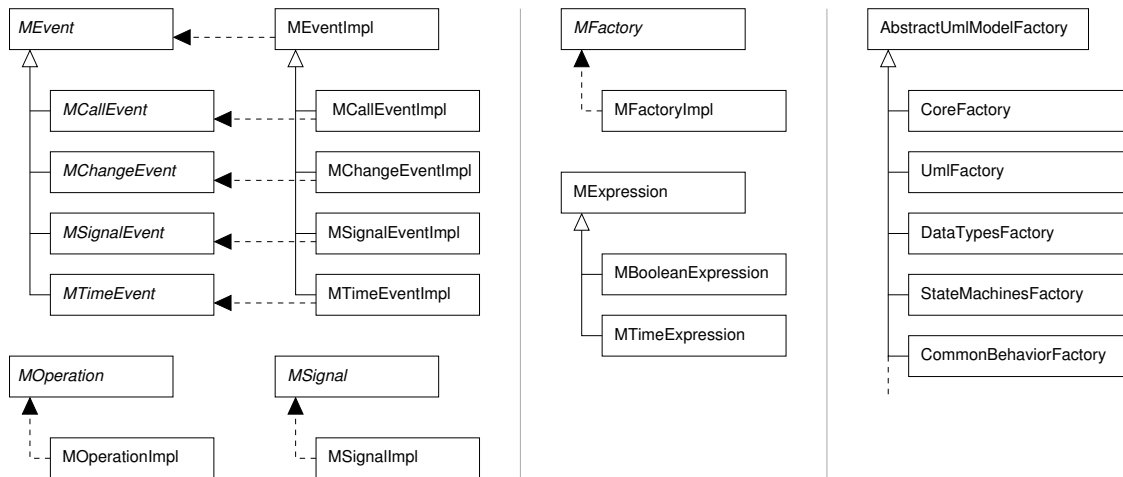 MEvent
MEventImpl
MCallEvent
MCallEventImpl
MChangeEvent
MChangeEventImpl
MSignalEvent
MSignalEventImpl
MTimeEvent
MTimeEventImpl
MOperation
MSignal
MOperationImpl
MSignalImpl
MFactory
MFactoryImpl
MExpression
MBooleanExpression
MTimeExpression
AbstractUmlModelFactory
CoreFactory
UmlFactory
DataTypesFactory
StateMachinesFactory
CommonBehaviorFactory